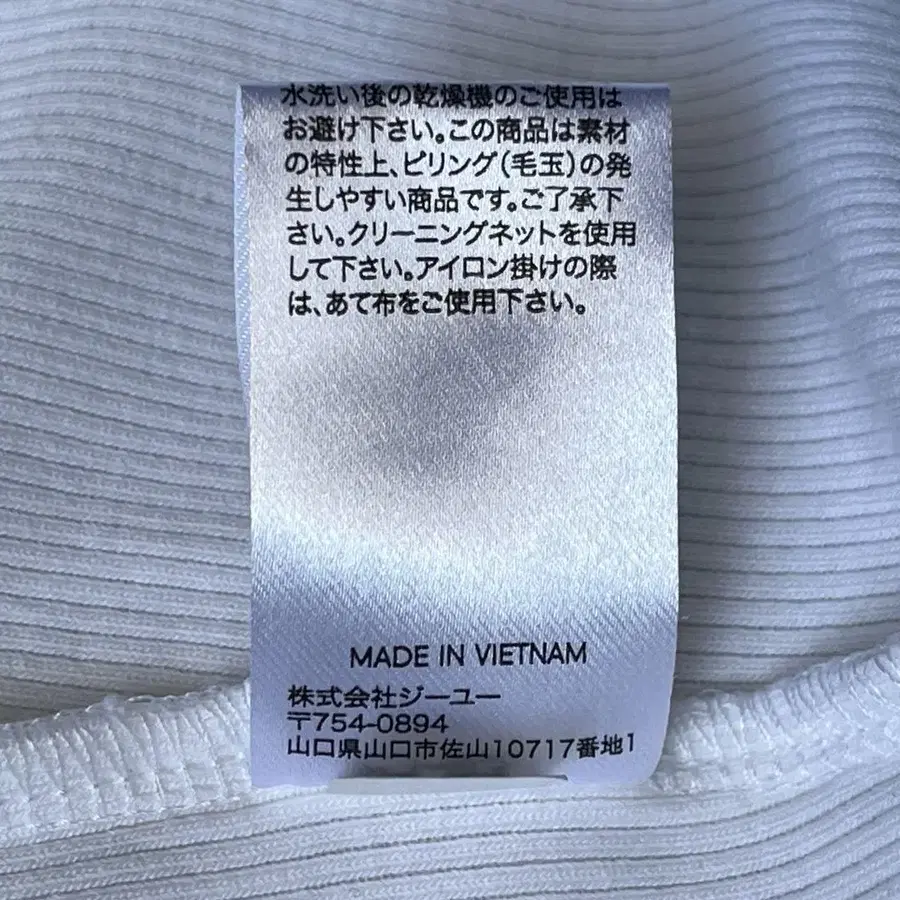 水洗い後の乾燥機のご使用は
お避け下さい。この商品は素材
の特性上、ピリング(毛玉)の発
生しやすい商品です。ご了承下
さい。クリーニングネットを使用
して下さい。アイロン掛けの際
は、あて布をご使用下さい。
MADE IN VIETNAM
株式会社ジーユー
〒754-0894
山口県山口市佐山10717番地1